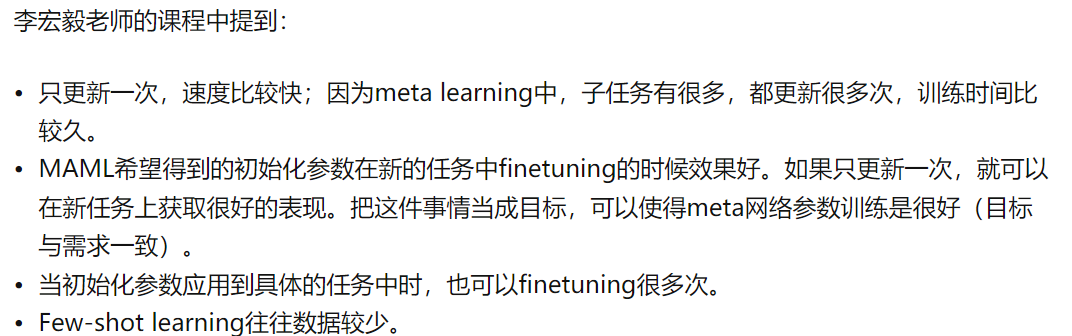 李宏毅老师的课程中提到：
• 只更新一次，速度比较快；因为meta learning中，子任务有很多，都更新很多次，训练时间比
较久。
• MAML希望得到的初始化参数在新的任务中finetuning的时候效果好。如果只更新一次，就可以
在新任务上获取很好的表现。把这件事情当成目标，可以使得meta网络参数训练是很好（目标
与需求一致）。
• 当初始化参数应用到具体的任务中时，也可以finetuning很多次。
• Few-shot learning往往数据较少。